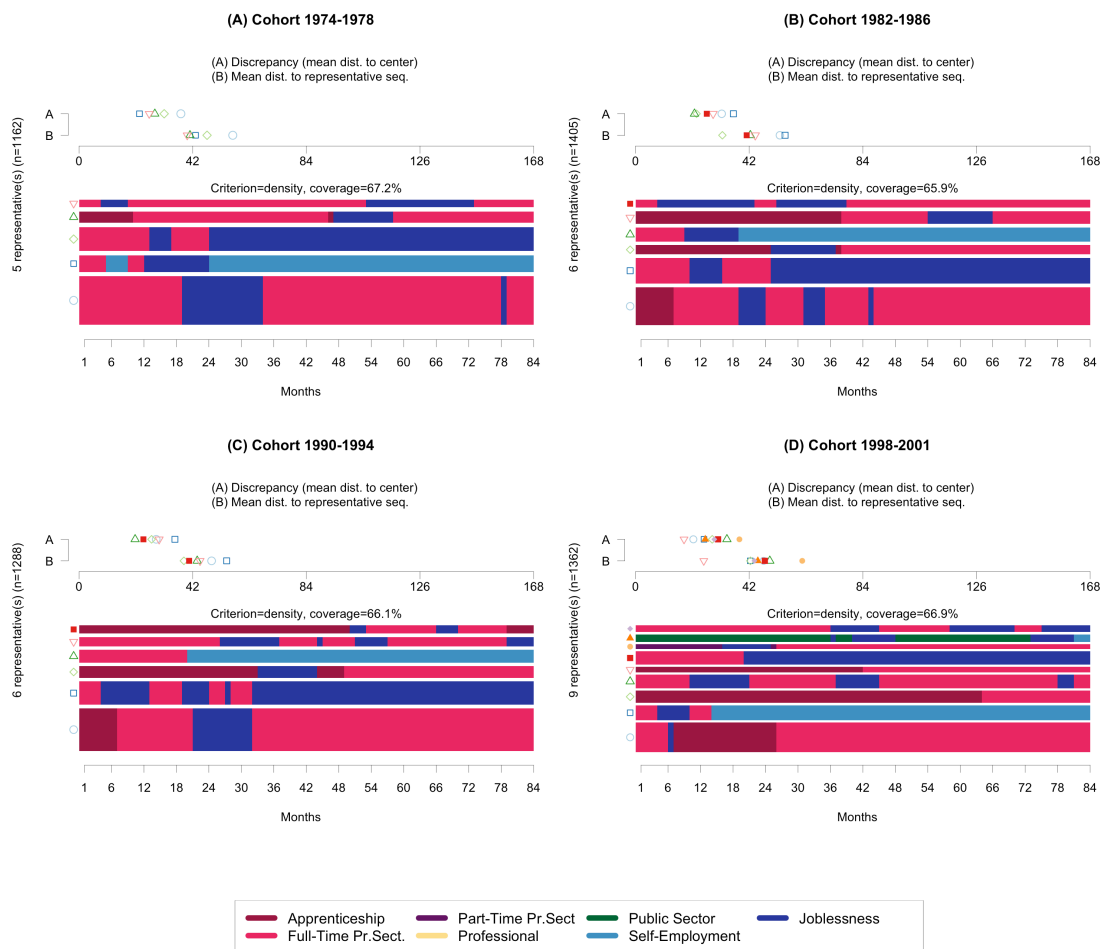 (A) Cohort 1974-1978
(A) Discrepancy (mean dist. to center)
(B) Mean dist. to representative seq.
A
B
0 42 84 126 168
Criterion=density, coverage=67.2%
5 representative(s) (n=1162)
1 6 12 18 24 30 36 42 48 54 60 66 72 78 84
Months
(B) Cohort 1982-1986
(A) Discrepancy (mean dist. to center)
(B) Mean dist. to representative seq.
A
B
0 42 84 126 168
Criterion=density, coverage=65.9%
6 representative(s) (n=1405)
1 6 12 18 24 30 36 42 48 54 60 66 72 78 84
Months
(C) Cohort 1990-1994
(A) Discrepancy (mean dist. to center)
(B) Mean dist. to representative seq.
A
B
0 42 84 126 168
Criterion=density, coverage=66.1%
6 representative(s) (n=1288)
1 6 12 18 24 30 36 42 48 54 60 66 72 78 84
Months
(D) Cohort 1998-2001
(A) Discrepancy (mean dist. to center)
(B) Mean dist. to representative seq.
A
B
0 42 84 126 168
Criterion=density, coverage=66.9%
9 representative(s) (n=1362)
1 6 12 18 24 30 36 42 48 54 60 66 72 78 84
Months
Apprenticeship Part-Time Pr.Sect Public Sector Joblessness
Full-Time Pr.Sect. Professional Self-Employment